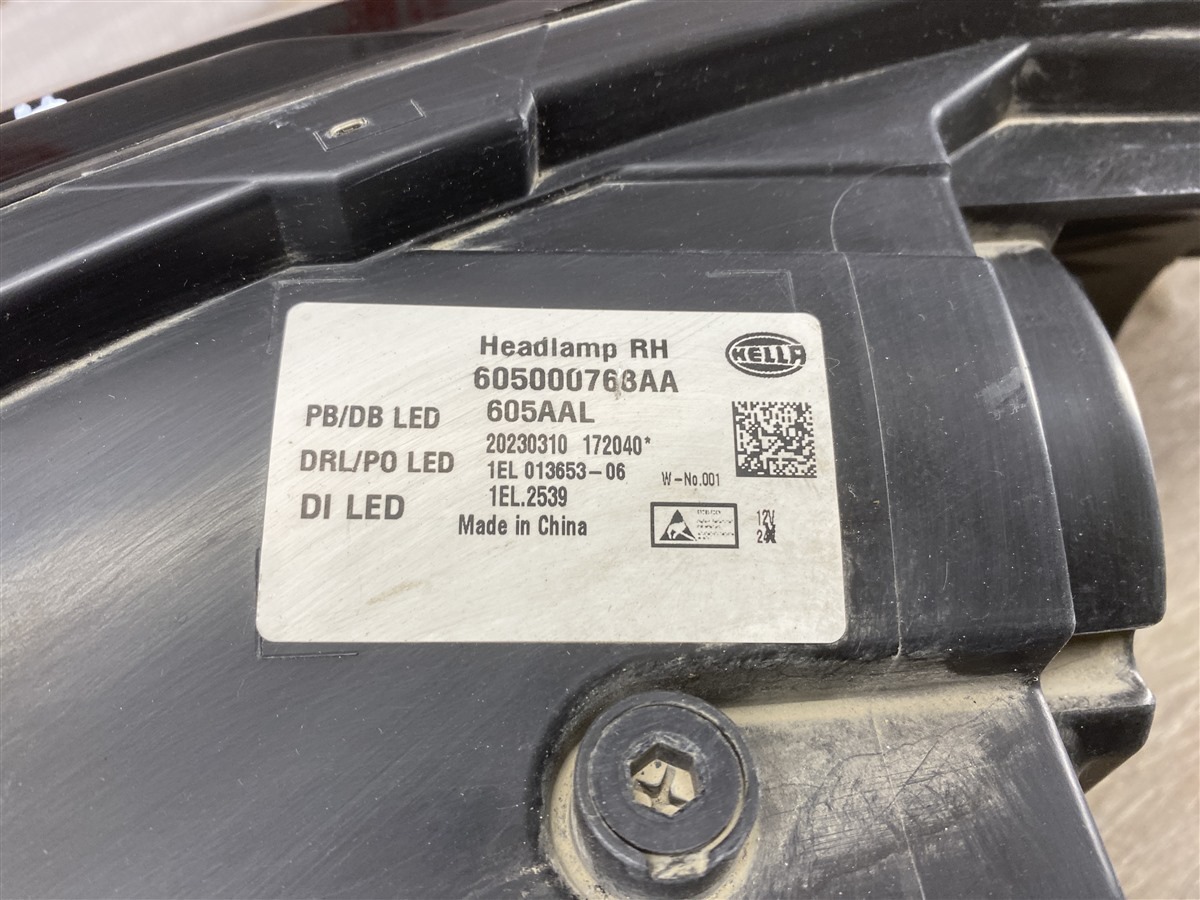 Headlamp RH
HELLA
605000768AA
PB/DB LED
605AAL
20230310 172040*
DRL/PO LED
1EL 013653-06
W-No.001
DI LED
1EL.2539
12V
Made in China